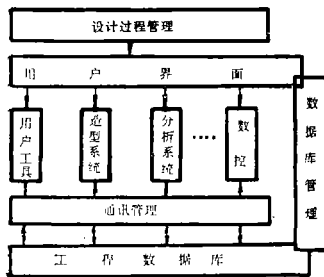 设计过程管理
用户界面
用户工具
造型系统
分析系统
····
数控
数据库管理
通讯管理
工程数据库